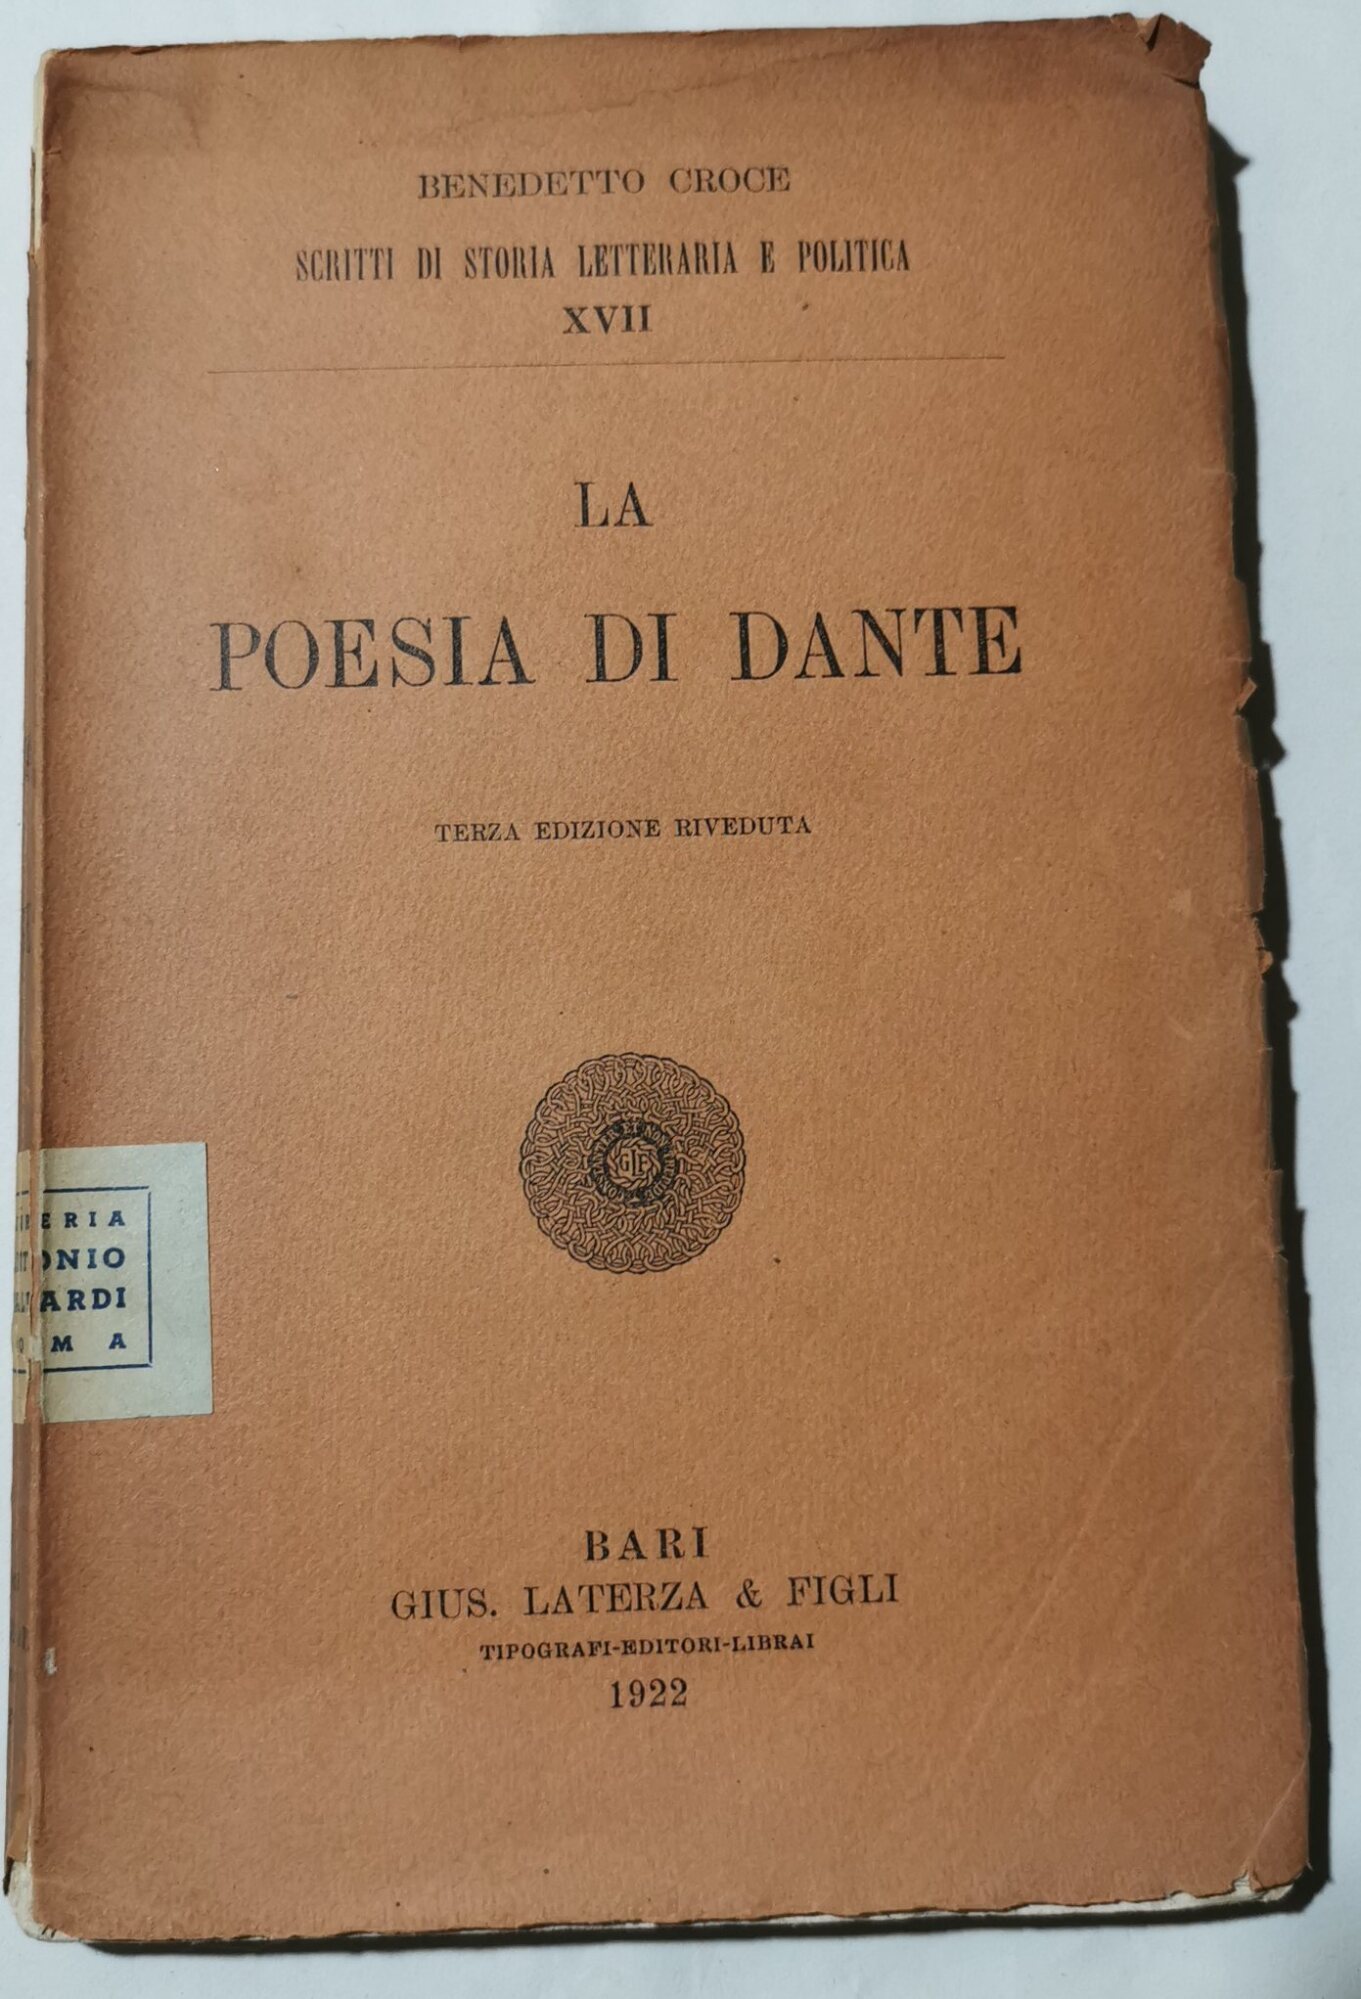 BENEDETTO CROCE
SCRITTI DI STORIA LETTERARIA E POLITICA
XVII
LA
POESIA DI DANTE
TERZA EDIZIONE RIVEDUTA
GLF
BARI
GIUS. LATERZA & FIGLI
TIPOGRAFI-EDITORI-LIBRAI
1922